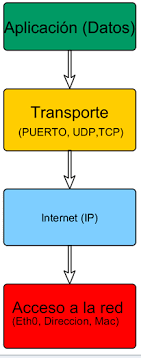 Aplicación (Datos)
Transporte
(PUERTO, UDP,TCP)
Internet (IP)
Acceso a la red
(Eth0, Direccion, Mac)